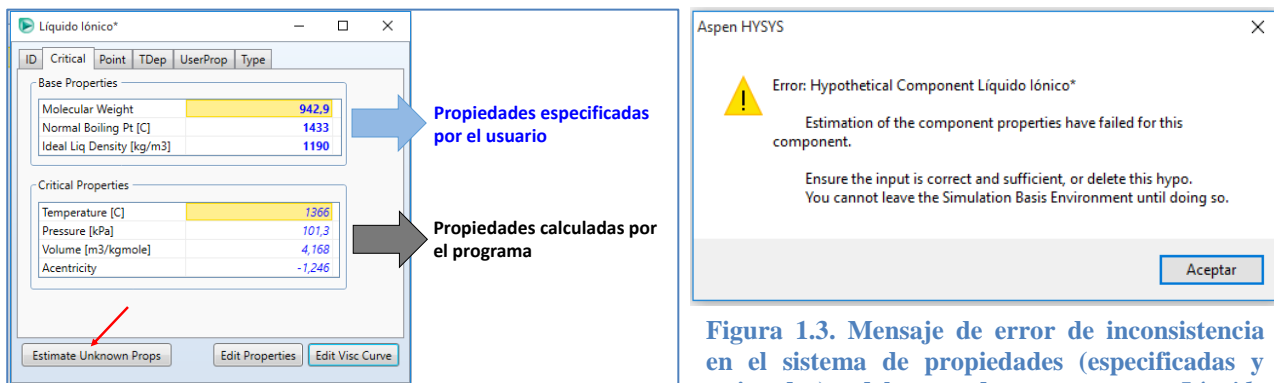 Líquido Iónico*
ID Critical Point TDep UserProp Type
Base Properties
Molecular Weight 942,9
Normal Boiling Pt [C] 1433
Ideal Liq Density [kg/m3] 1190
Critical Properties
Temperature [C] 1366
Pressure [kPa] 101,3
Volume [m3/kgmole] 4,168
Acentricity -1,246
Estimate Unknown Props Edit Properties Edit Visc Curve
Propiedades especificadas
por el usuario
Propiedades calculadas por
el programa
Aspen HYSYS
Error: Hypothetical Component Líquido Iónico*
Estimation of the component properties have failed for this
component.
Ensure the input is correct and sufficient, or delete this hypo.
You cannot leave the Simulation Basis Environment until doing so.
Aceptar
Figura 1.3. Mensaje de error de inconsistencia
en el sistema de propiedades (especificadas y